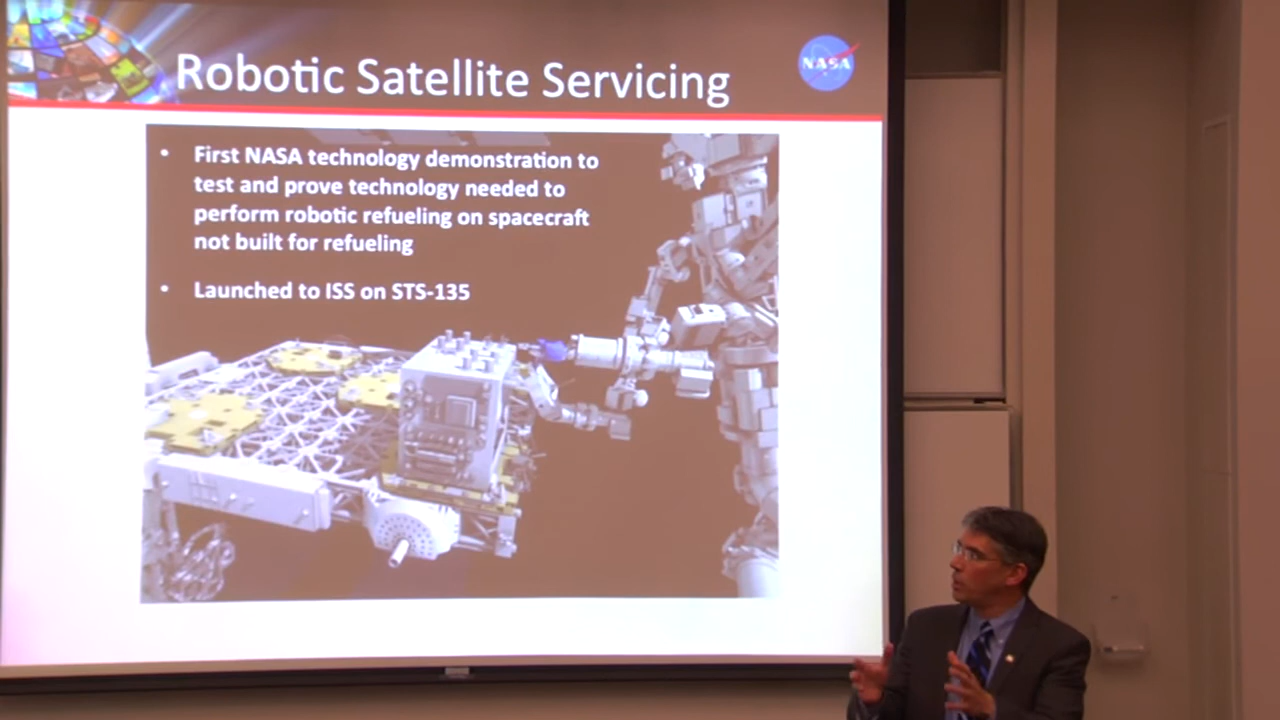 Robotic Satellite Servicing
NASA
• First NASA technology demonstration to
test and prove technology needed to
perform robotic refueling on spacecraft
not built for refueling
• Launched to ISS on STS-135